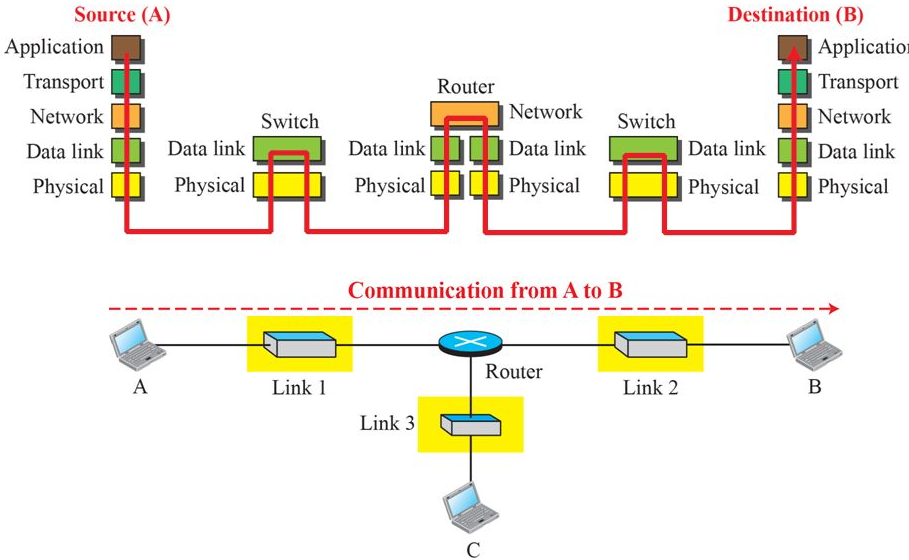 Source (A)
Destination (B)
Application
Transport
Network
Data link
Physical
Switch
Data link
Physical
Router
Network
Data link
Data link
Physical
Physical
Switch
Data link
Physical
Application
Transport
Network
Data link
Physical
Communication from A to B
A
Link 1
Router
Link 2
B
Link 3
C